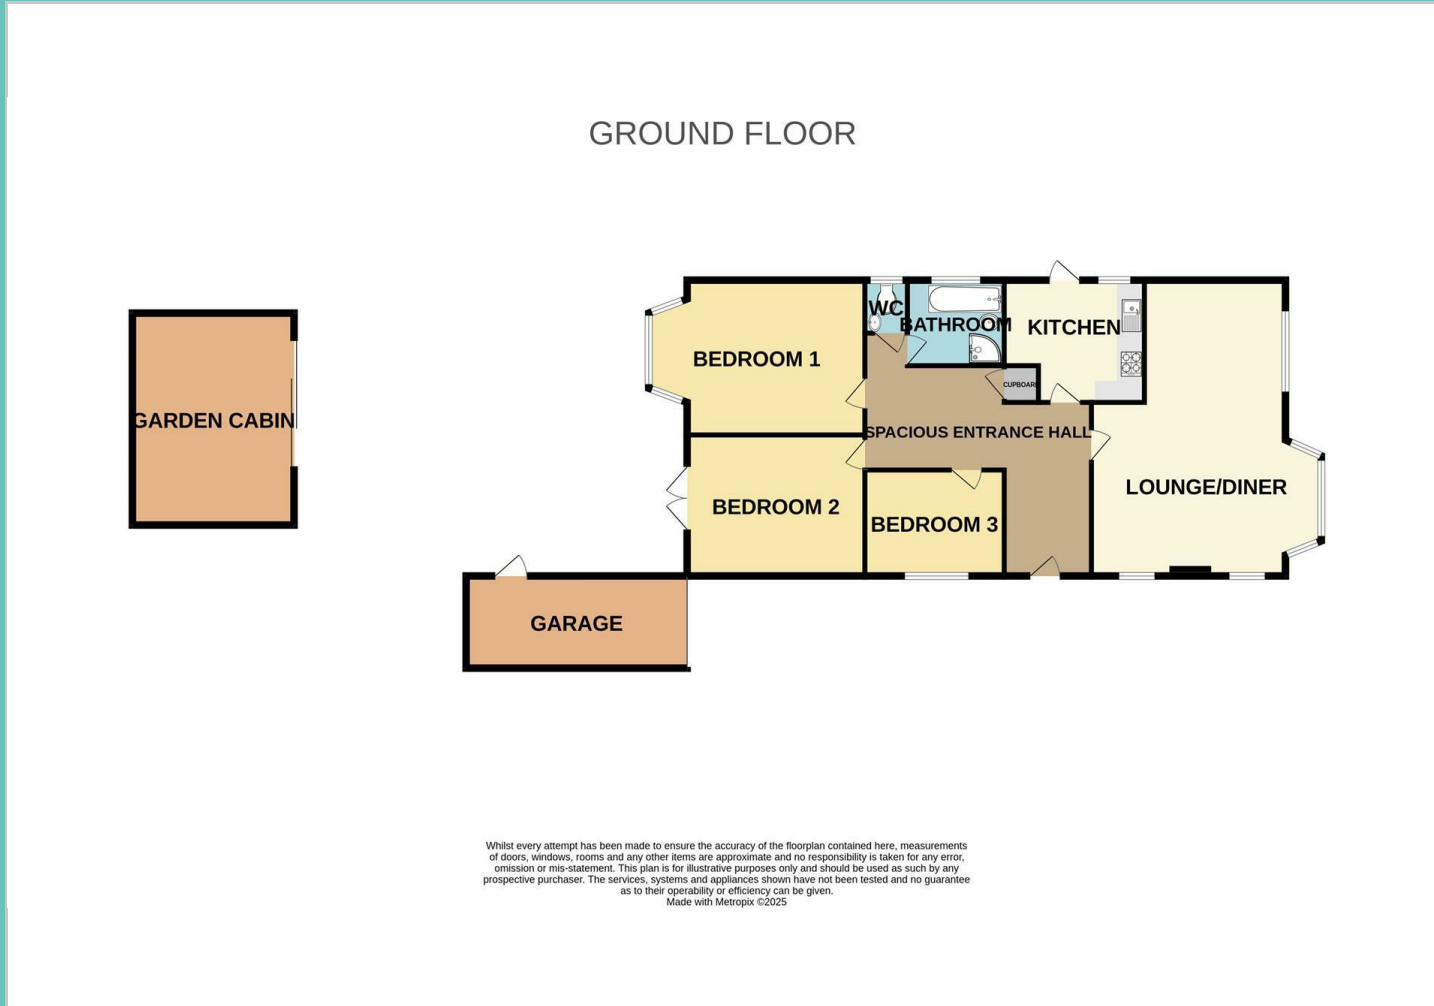 GROUND FLOOR
WC
BATHROOM
KITCHEN
BEDROOM 1
CUPBOARD
GARDEN CABIN
SPACIOUS ENTRANCE HALL
LOUNGE/DINER
BEDROOM 2
BEDROOM 3
GARAGE
Whilst every attempt has been made to ensure the accuracy of the floorplan contained here, measurements
of doors, windows, rooms and any other items are approximate and no responsibility is taken for any error,
omission or mis-statement. This plan is for illustrative purposes only and should be used as such by any
prospective purchaser. The services, systems and appliances shown have not been tested and no guarantee
as to their operability or efficiency can be given.
Made with Metropix ©2025